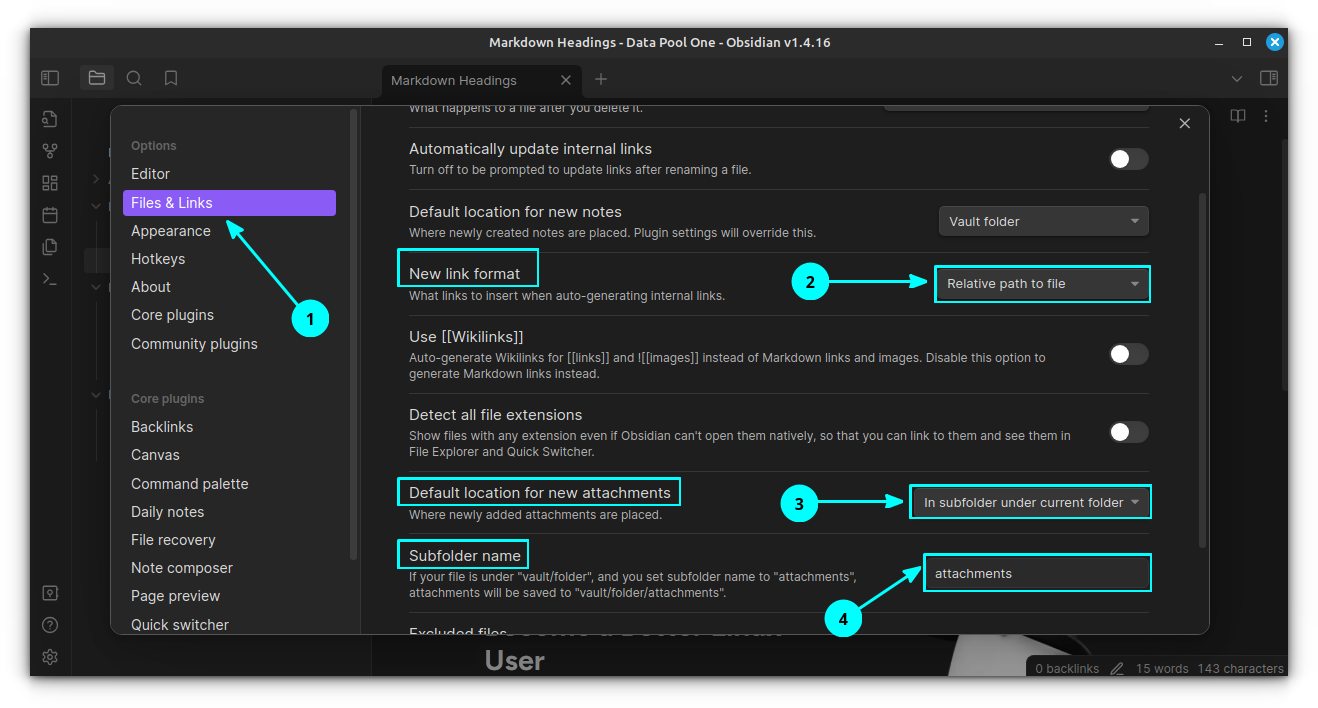 Markdown Headings - Data Pool One - Obsidian v1.4.16
Markdown Headings
Options
Editor
Files & Links
Appearance
Hotkeys
About
Core plugins
Community plugins
Core plugins
Backlinks
Canvas
Command palette
Daily notes
File recovery
Note composer
Page preview
Quick switcher
1
What happens to a file after you delete it.
Automatically update internal links
Turn off to be prompted to update links after renaming a file.
Default location for new notes
Where newly created notes are placed. Plugin settings will override this.
Vault folder
New link format
What links to insert when auto-generating internal links.
2
Relative path to file
Use [[Wikilinks]]
Auto-generate Wikilinks for [[links]] and ![[images]] instead of Markdown links and images. Disable this option to
generate Markdown links instead.
Detect all file extensions
Show files with any extension even if Obsidian can't open them natively, so that you can link to them and see them in
File Explorer and Quick Switcher.
Default location for new attachments
Where newly added attachments are placed.
3
In subfolder under current folder
Subfolder name
If your file is under "vault/folder", and you set subfolder name to "attachments",
attachments will be saved to "vault/folder/attachments".
4
attachments
Excluded files
User
0 backlinks 15 words 143 characters